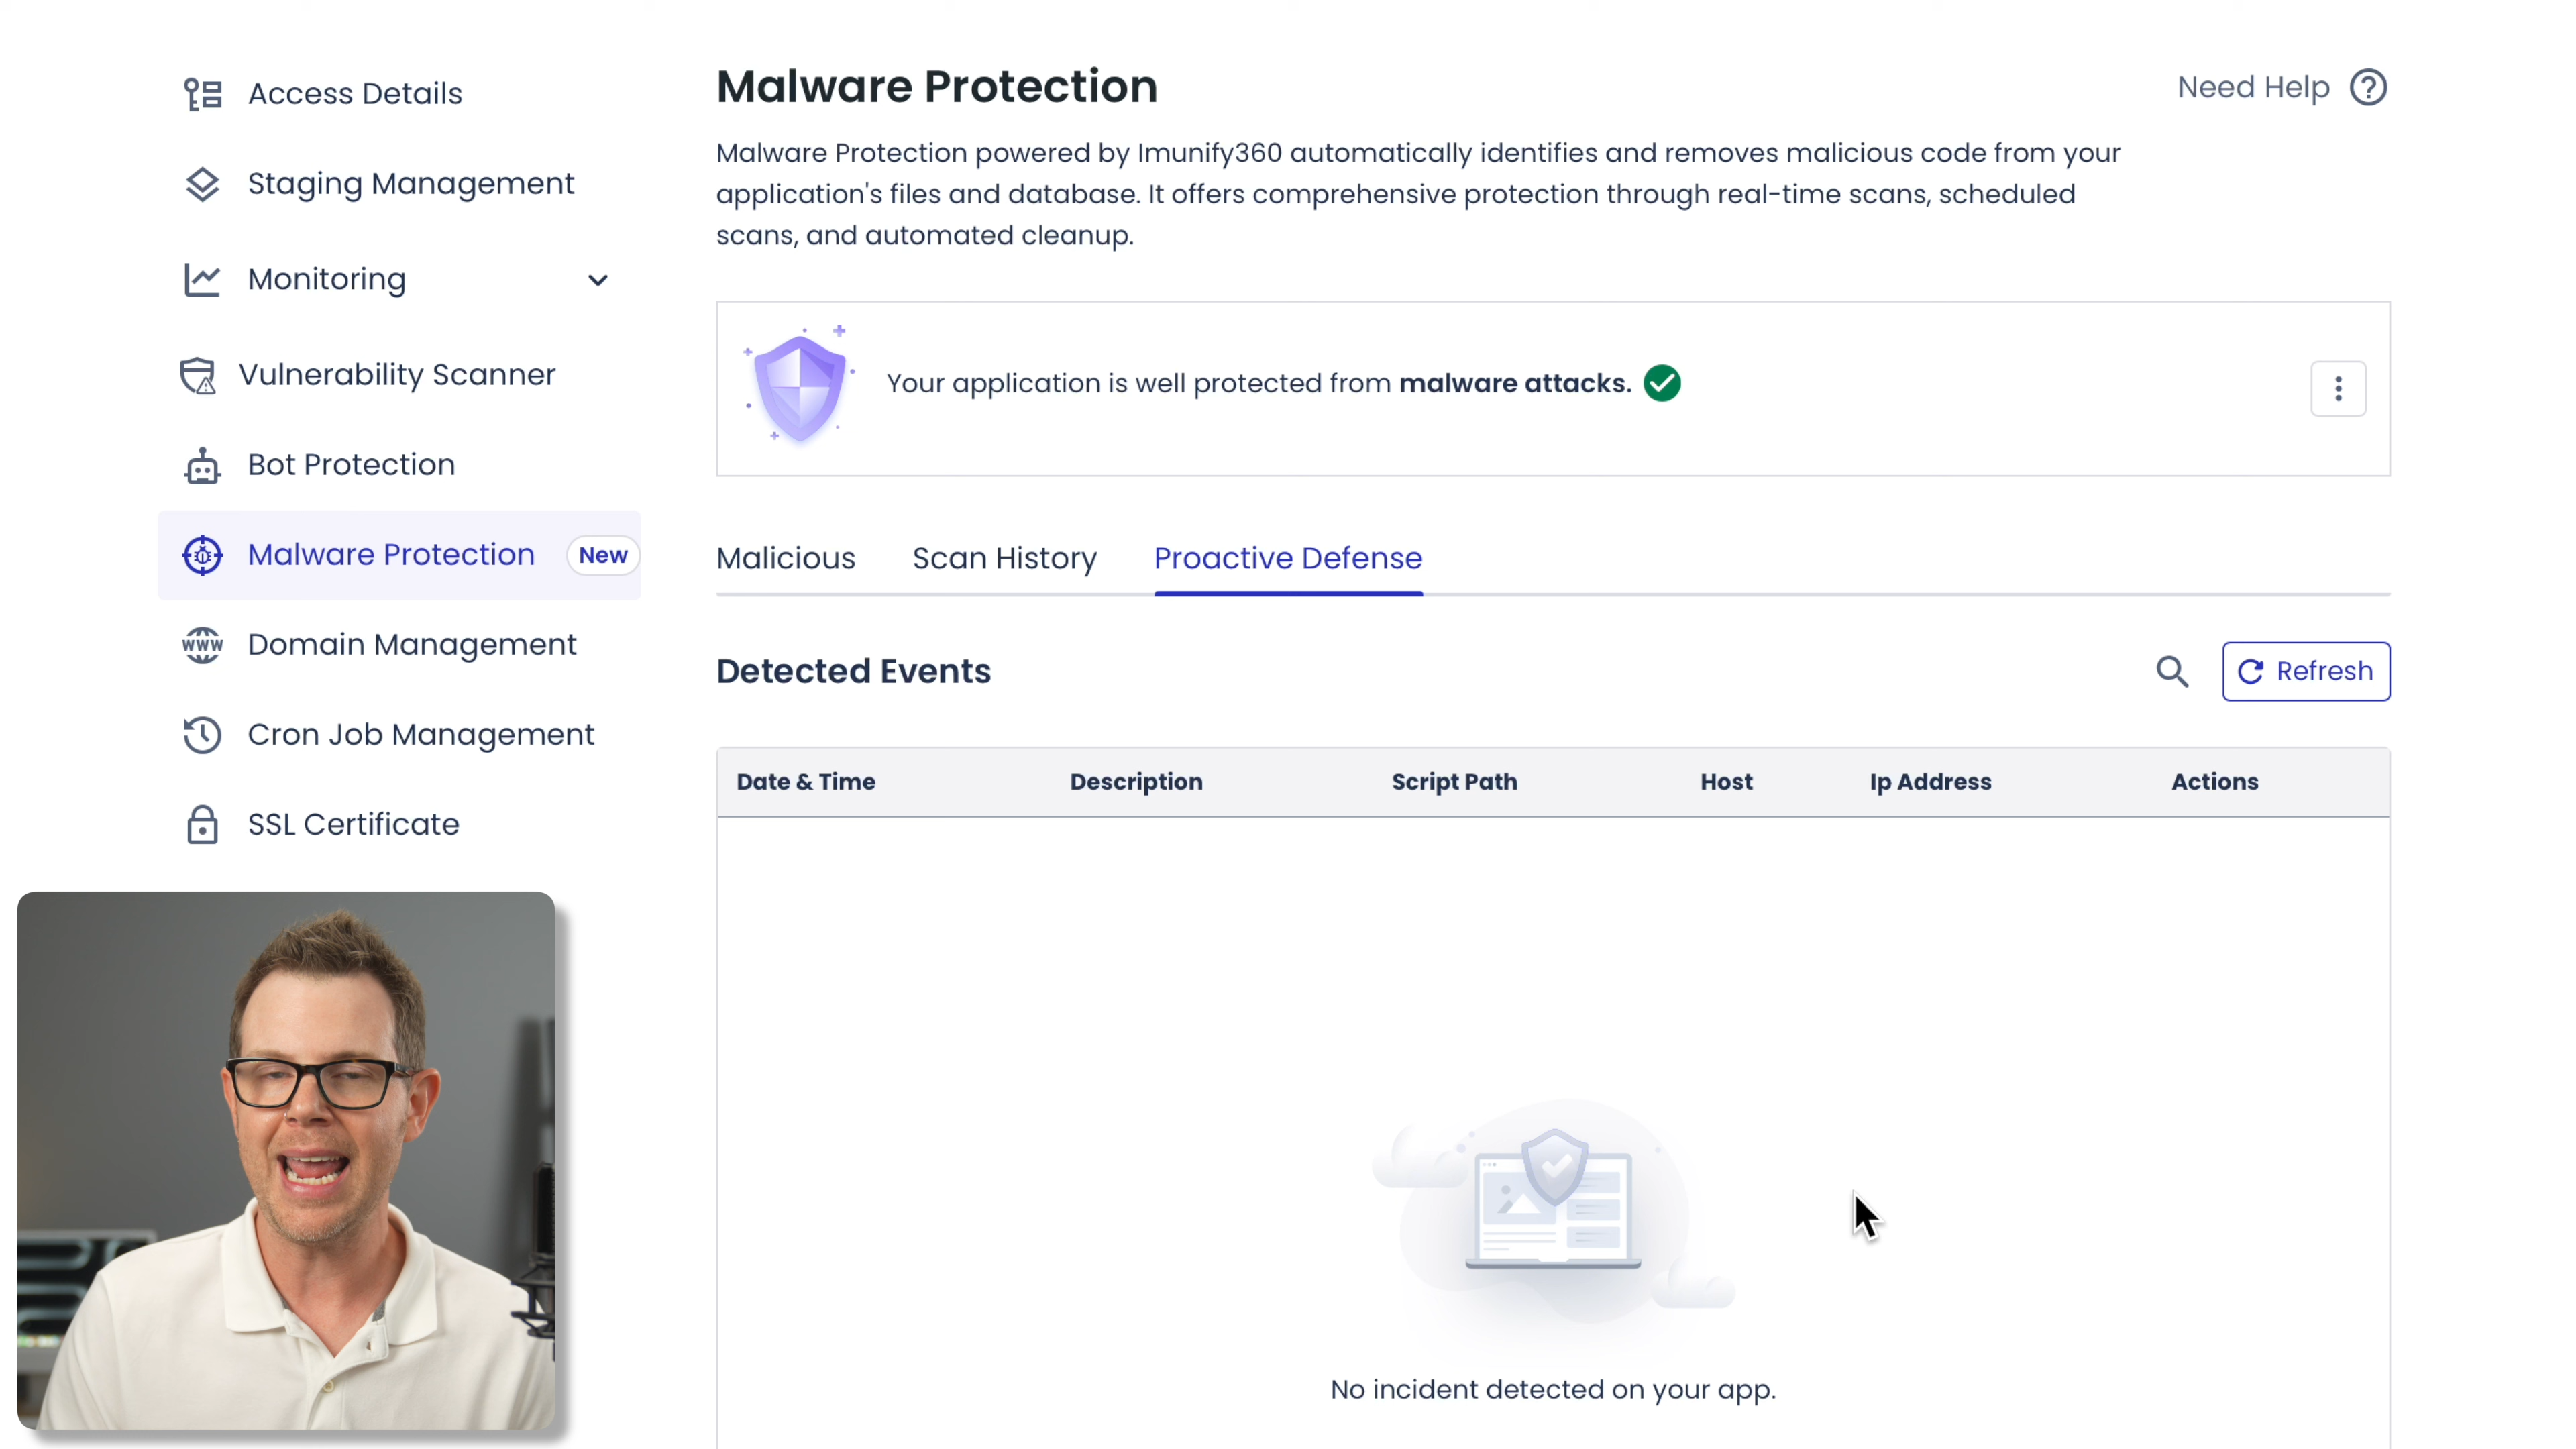 Access Details
Staging Management
Monitoring
Vulnerability Scanner
Bot Protection
Malware Protection New
Domain Management
WWW
Cron Job Management
SSL Certificate
Malware Protection
Need Help ?
Malware Protection powered by Imunify360 automatically identifies and removes malicious code from your
application's files and database. It offers comprehensive protection through real-time scans, scheduled
scans, and automated cleanup.
Your application is well protected from malware attacks.
Malicious Scan History Proactive Defense
Detected Events
Refresh
Date & Time Description Script Path Host Ip Address Actions
No incident detected on your app.